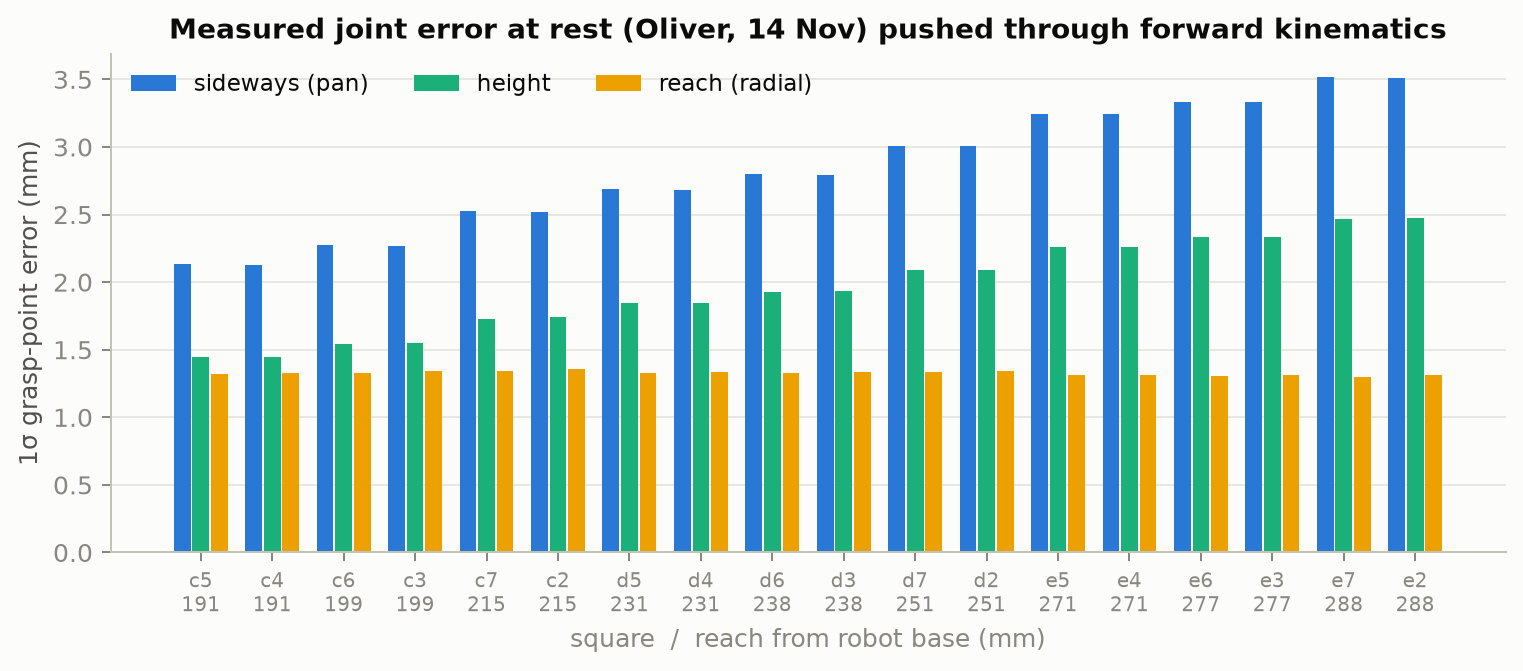 Measured joint error at rest (Oliver, 14 Nov) pushed through forward kinematics
sideways (pan) height reach (radial)
1σ grasp-point error (mm)
3.5
3.0
2.5
2.0
1.5
1.0
0.5
0.0
c5 c4 c6 c3 c7 c2 d5 d4 d6 d3 d7 d2 e5 e4 e6 e3 e7 e2
191 191 199 199 215 215 231 231 238 238 251 251 271 271 277 277 288 288
square / reach from robot base (mm)